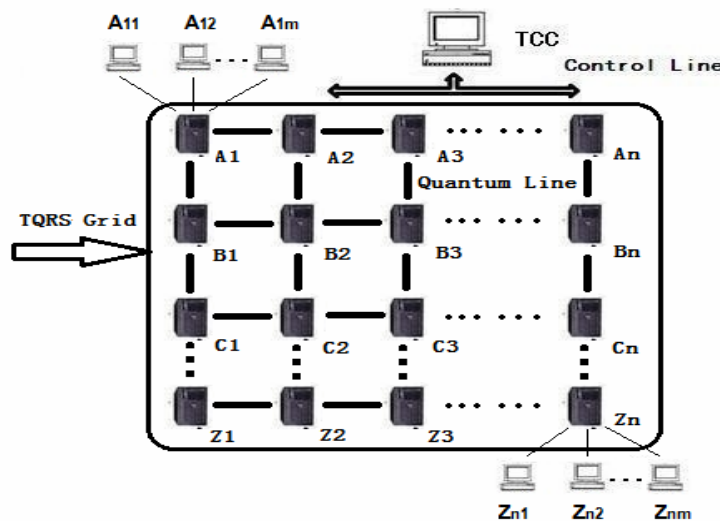 A11 A12 A1m
TCC
Control Line
A1 A2 A3 An
Quantum Line
TQRS Grid
B1 B2 B3 Bn
C1 C2 C3 Cn
Z1 Z2 Z3 Zn
Zn1 Zn2 Znm